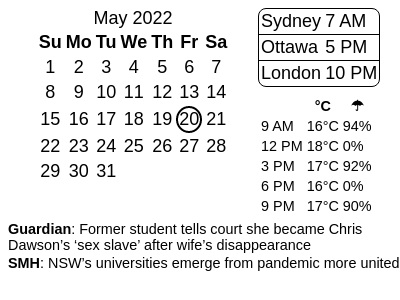 May 2022
Su Mo Tu We Th Fr Sa
1 2 3 4 5 6 7
8 9 10 11 12 13 14
15 16 17 18 19 20 21
22 23 24 25 26 27 28
29 30 31
Sydney 7 AM
Ottawa 5 PM
London 10 PM
°C ☂
9 AM 16°C 94%
12 PM 18°C 0%
3 PM 17°C 92%
6 PM 16°C 0%
9 PM 17°C 90%
Guardian: Former student tells court she became Chris
Dawson’s ‘sex slave’ after wife’s disappearance
SMH: NSW’s universities emerge from pandemic more united